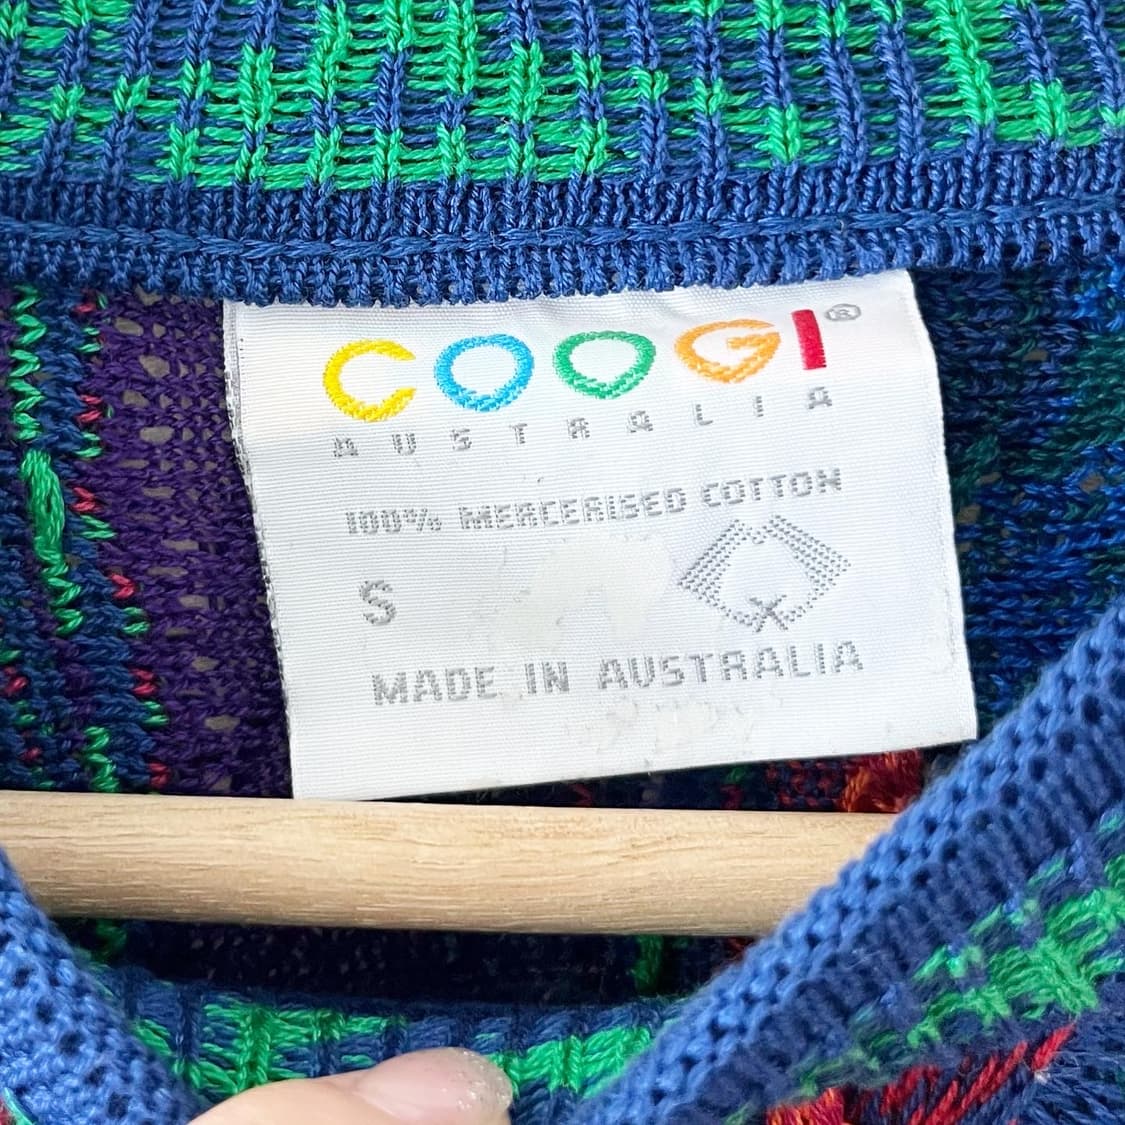 COOGI®
AUSTRALIA
100% MERCERISED COTTON
S
MADE IN AUSTRALIA